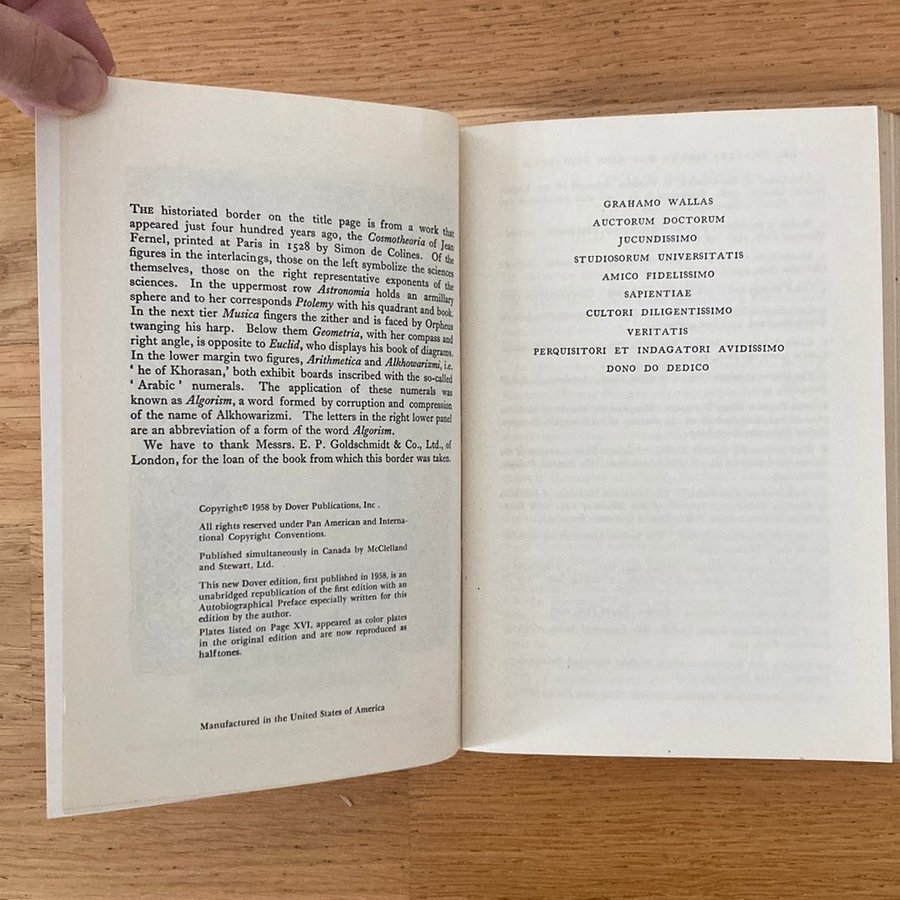 THE historiated border on the title page is from a work that
appeared just four hundred years ago, the Cosmotheoria of Jean
Fernel, printed at Paris in 1528 by Simon de Colines. Of the
figures in the interlacings, those on the left symbolize the sciences
themselves, those on the right representative exponents of the
sciences. In the uppermost row Astronomia holds an armillary
sphere and to her corresponds Ptolemy with his quadrant and book.
In the next tier Musica fingers the zither and is faced by Orpheus
twanging his harp. Below them Geometria, with her compass and
right angle, is opposite to Euclid, who displays his book of diagrams.
In the lower margin two figures, Arithmetica and Alkhowarizmi, i.e.
‘ he of Khorasan,’ both exhibit boards inscribed with the so-called
‘ Arabic ’ numerals. The application of these numerals was
known as Algorism, a word formed by corruption and compression
of the name of Alkhowarizmi. The letters in the right lower panel
are an abbreviation of a form of the word Algorism.
We have to thank Messrs. E. P. Goldschmidt & Co., Ltd., of
London, for the loan of the book from which this border was taken.
Copyright© 1958 by Dover Publications, Inc .
All rights reserved under Pan American and Interna-
tional Copyright Conventions.
Published simultaneously in Canada by McClelland
and Stewart, Ltd.
This new Dover edition, first published in 1958, is an
unabridged republication of the first edition with an
Autobiographical Preface especially written for this
edition by the author.
Plates listed on Page XVI, appeared as color plates
in the original edition and are now reproduced as
halftones.
Manufactured in the United States of America
GRAHAMO WALLAS
AUCTORUM DOCTORUM
JUCUNDISSIMO
STUDIOSORUM UNIVERSITATIS
AMICO FIDELISSIMO
SAPIENTIAE
CULTORI DILIGENTISSIMO
VERITATIS
PERQUISITORI ET INDAGATORI AVIDISSIMO
DONO DO DEDICO